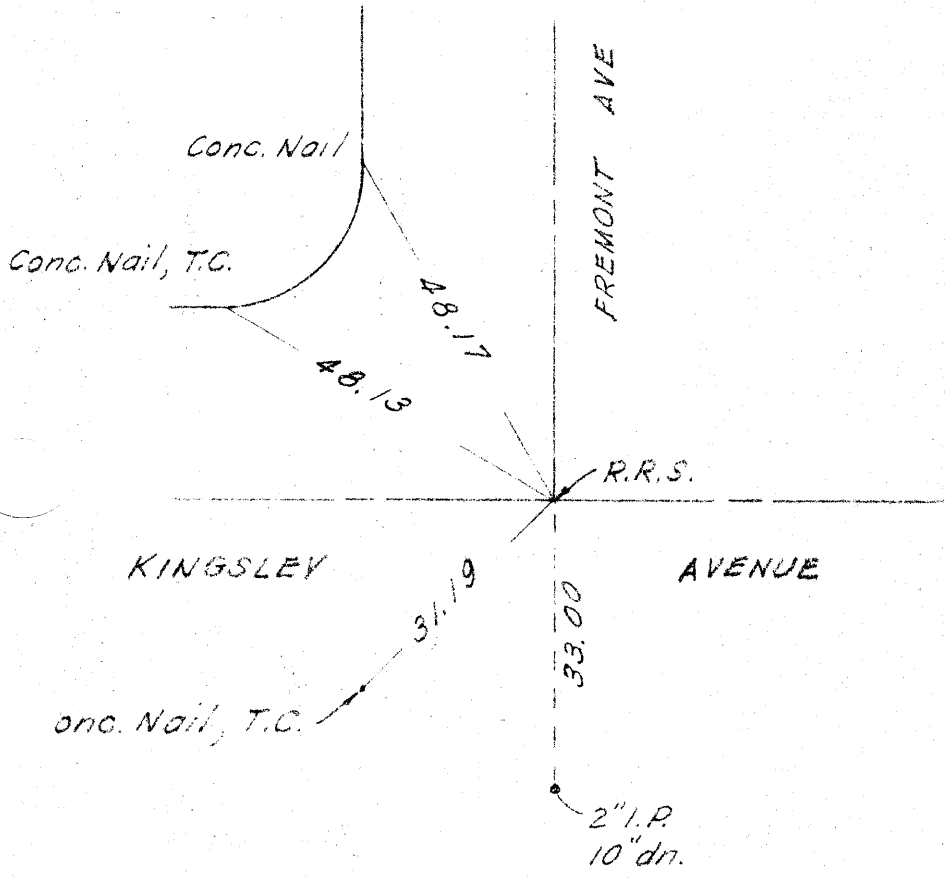 FREMONT AVE
Conc. Nail
Conc. Nail, T.C.
48.17
48.13
R.R.S.
KINGSLEY AVENUE
31.19
33.00
onc. Nail, T.C.
2" I.P.
10" dn.